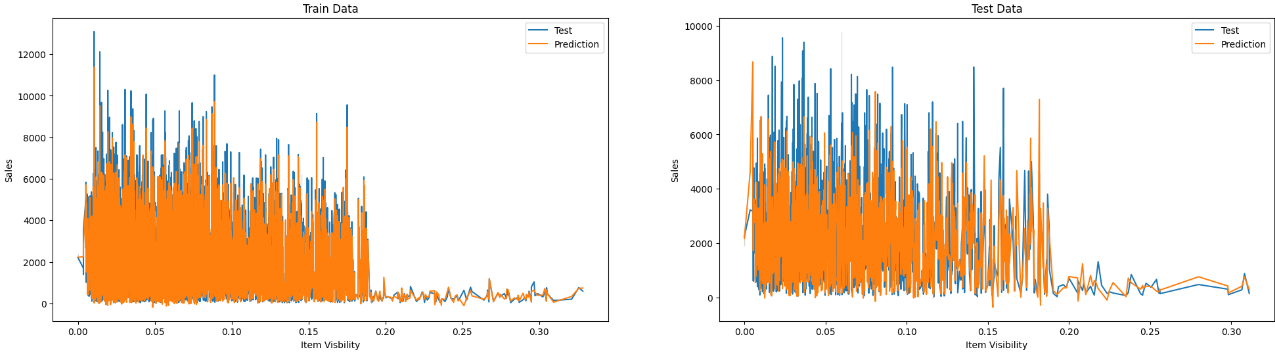 Train Data
Test
Prediction
12000
10000
8000
6000
4000
2000
0
Sales
0.00 0.05 0.10 0.15 0.20 0.25 0.30
Item Visbility
Test Data
Test
Prediction
10000
8000
6000
4000
2000
0
Sales
0.00 0.05 0.10 0.15 0.20 0.25 0.30
Item Visibility